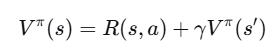 V^π(s) = R(s, a) + γV^π(s′)